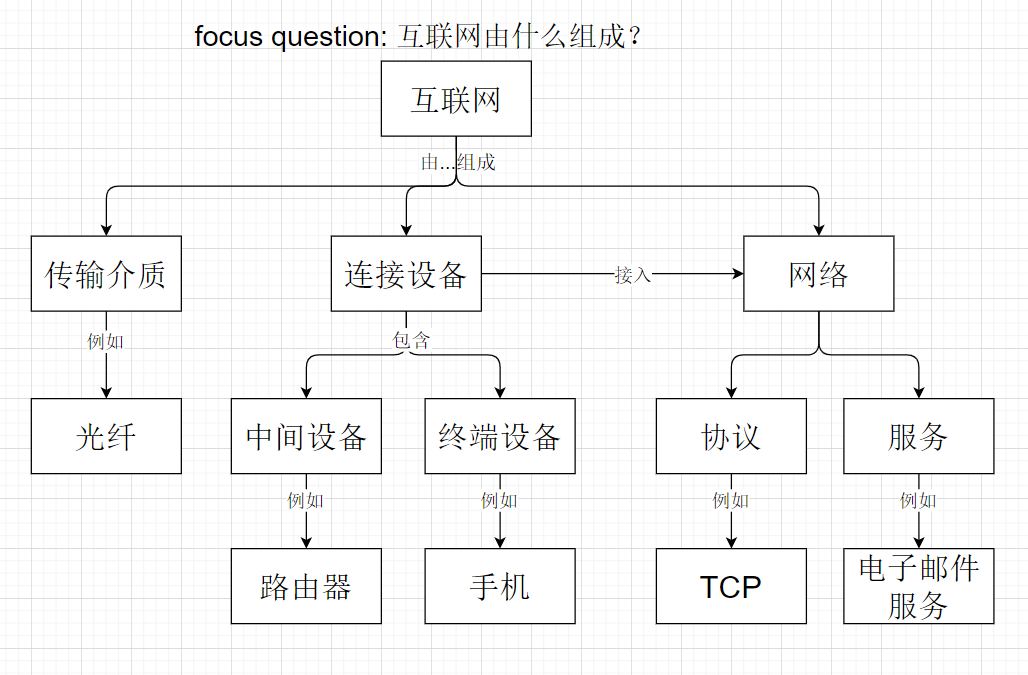 focus question: 互联网由什么组成？
互联网
由...组成
传输介质
连接设备
接入
网络
例如
包含
光纤
中间设备
终端设备
协议
服务
例如
例如
例如
例如
路由器
手机
TCP
电子邮件
服务